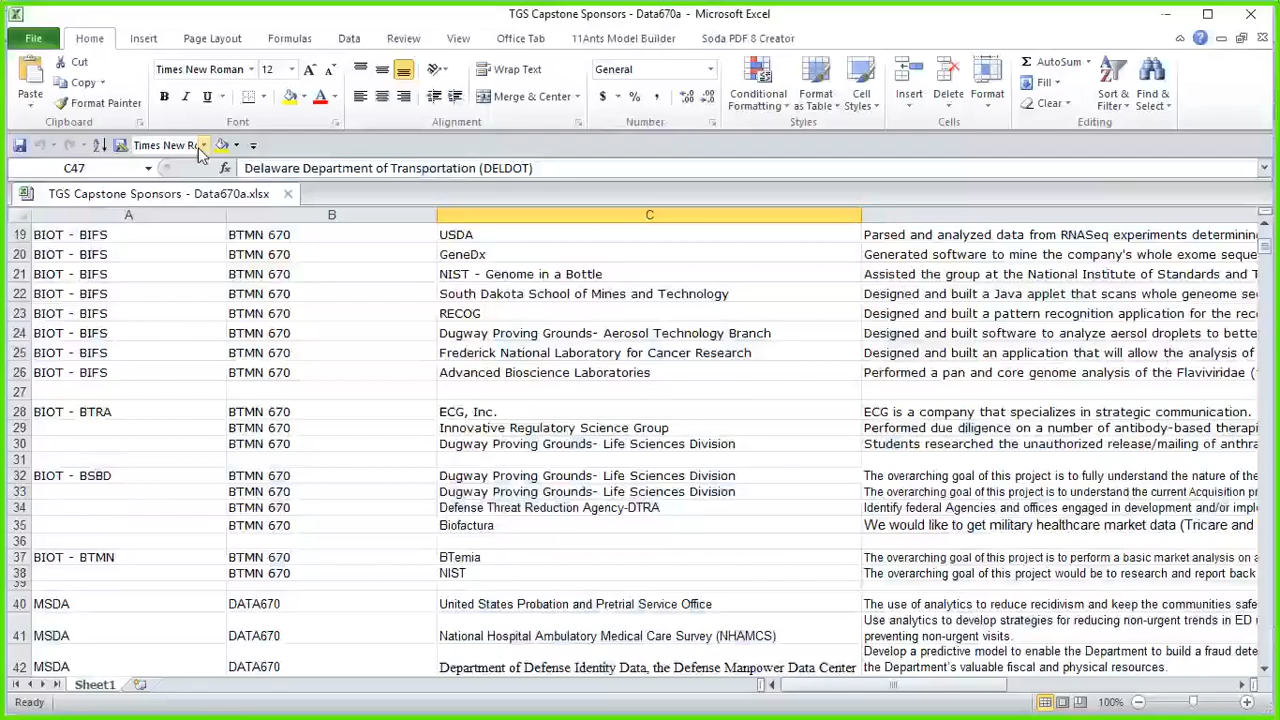 TGS Capstone Sponsors - Data670a - Microsoft Excel
File Home Insert Page Layout Formulas Data Review View Office Tab 11Ants Model Builder Soda PDF 8 Creator
Cut Times New Roman 12 Wrap Text General AutoSum
Paste Copy Conditional Formatting Format as Table Cell Styles Insert Delete Format Fill Sort & Filter Find & Select
Format Painter B I U Merge & Center $ % , Clear
Clipboard Font Alignment Number Styles Cells Editing
Times New Ro
C47 fx Delaware Department of Transportation (DELDOT)
TGS Capstone Sponsors - Data670a.xlsx
A B C
19 BIOT - BIFS BTMN 670 USDA Parsed and analyzed data from RNASeq experiments determinin
20 BIOT - BIFS BTMN 670 GeneDx Generated software to mine the company's whole exome seque
21 BIOT - BIFS BTMN 670 NIST - Genome in a Bottle Assisted the group at the National Institute of Standards and T
22 BIOT - BIFS BTMN 670 South Dakota School of Mines and Technology Designed and built a Java applet that scans whole geneome se
23 BIOT - BIFS BTMN 670 RECOG Designed and built a pattern recognition application for the rec
24 BIOT - BIFS BTMN 670 Dugway Proving Grounds- Aerosol Technology Branch Designed and built software to analyze aersol droplets to bette
25 BIOT - BIFS BTMN 670 Frederick National Laboratory for Cancer Research Designed and built an application that will allow the analysis of
26 BIOT - BIFS BTMN 670 Advanced Bioscience Laboratories Performed a pan and core genome analysis of the Flaviviridae (
27
28 BIOT - BTRA BTMN 670 ECG, Inc. ECG is a company that specializes in strategic communication.
29 BTMN 670 Innovative Regulatory Science Group Performed due diligence on a number of antibody-based therapi
30 BTMN 670 Dugway Proving Grounds- Life Sciences Division Students researched the unauthorized release/mailing of anthra
31
32 BIOT - BSBD BTMN 670 Dugway Proving Grounds- Life Sciences Division The overarching goal of this project is to fully understand the nature of the
33 BTMN 670 Dugway Proving Grounds- Life Sciences Division The overarching goal of this project is to understand the current Acquisition pr
34 BTMN 670 Defense Threat Reduction Agency-DTRA Identify federal Agencies and offices engaged in development and/or imple
35 BTMN 670 Biofactura We would like to get military healthcare market data (Tricare and
36
37 BIOT - BTMN BTMN 670 BTemia The overarching goal of this project is to perform a basic market analysis on a
38 BTMN 670 NIST The overarching goal of this project would be to research and report back
39
40 MSDA DATA670 United States Probation and Pretrial Service Office The use of analytics to reduce recidivism and keep the communities safe
Use analytics to develop strategies for reducing non-urgent trends in ED
41 MSDA DATA670 National Hospital Ambulatory Medical Care Survey (NHAMCS) preventing non-urgent visits.
Develop a predictive model to enable the Department to build a fraud dete
42 MSDA DATA670 Department of Defense Identity Data, the Defense Manpower Data Center the Department's valuable fiscal and physical resources.
Sheet1
Ready 100%